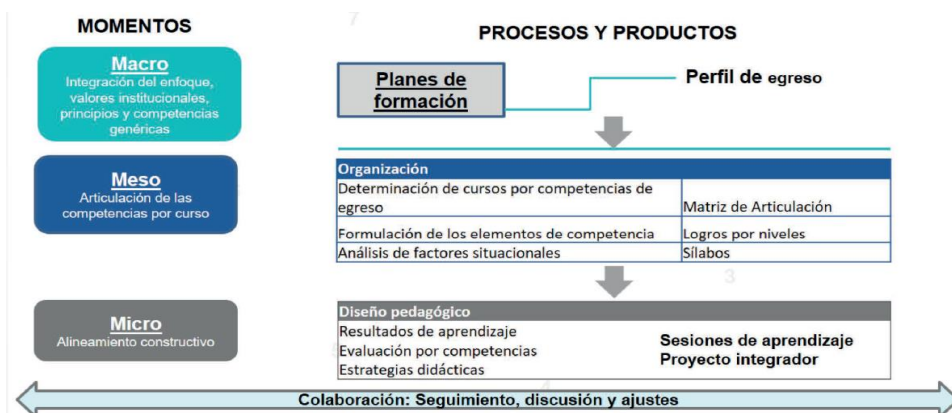 MOMENTOS
PROCESOS Y PRODUCTOS
7
Macro
Integración del enfoque,
valores institucionales,
principios y competencias
genéricas
Planes de
formación
Perfil de egreso
Meso
Articulación de las
competencias por curso
Organización
Determinación de cursos por competencias de
egreso
Matriz de Articulación
Formulación de los elementos de competencia
Logros por niveles
Análisis de factores situacionales
Sílabos
3
Micro
Alineamiento constructivo
Diseño pedagógico
Resultados de aprendizaje
Evaluación por competencias
Estrategias didácticas
Sesiones de aprendizaje
Proyecto integrador
4
Colaboración: Seguimiento, discusión y ajustes